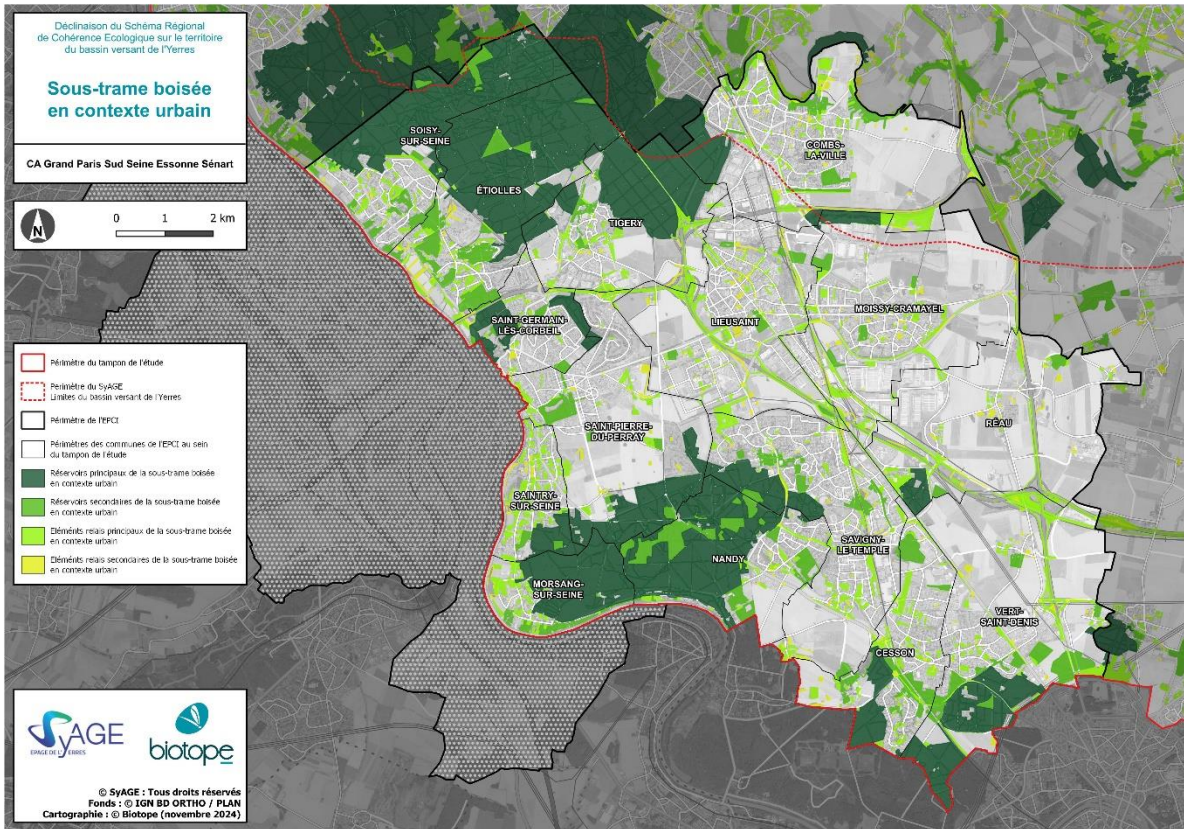 Déclinaison du Schéma Régional
de Cohérence Ecologique sur le territoire
du bassin versant de l'Yerres
Sous-trame boisée
en contexte urbain
CA Grand Paris Sud Seine Essonne Sénart
N
0 1 2 km
Périmètre du tampon de l'étude
Périmètre du SyAGE
Limites du bassin versant de l'Yerres
Périmètre de l'EPCI
Périmètres des communes de l'EPCI au sein
du tampon de l'étude
Réservoirs principaux de la sous-trame boisée
en contexte urbain
Réservoirs secondaires de la sous-trame boisée
en contexte urbain
Eléments relais principaux de la sous-trame boisée
en contexte urbain
Eléments relais secondaires de la sous-trame boisée
en contexte urbain
SOISY-
SUR-SEINE
ÉTIOLLES
TIGERY
COMBS-
LA-VILLE
SAINT-GERMAIN-
LÈS-CORBEIL
LIEUSAINT
MOISSY-CRAMAYEL
SAINT-PIERRE-
DU-PERRAY
RÉAU
SAINTRY-
SUR-SEINE
SAVIGNY-
LE-TEMPLE
NANDY
MORSANG-
SUR-SEINE
VERT-
SAINT-DENIS
CESSON
SyAGE
EPAGE DE L'YERRES
biotope
© SyAGE : Tous droits réservés
Fonds : © IGN BD ORTHO / PLAN
Cartographie : © Biotope (novembre 2024)